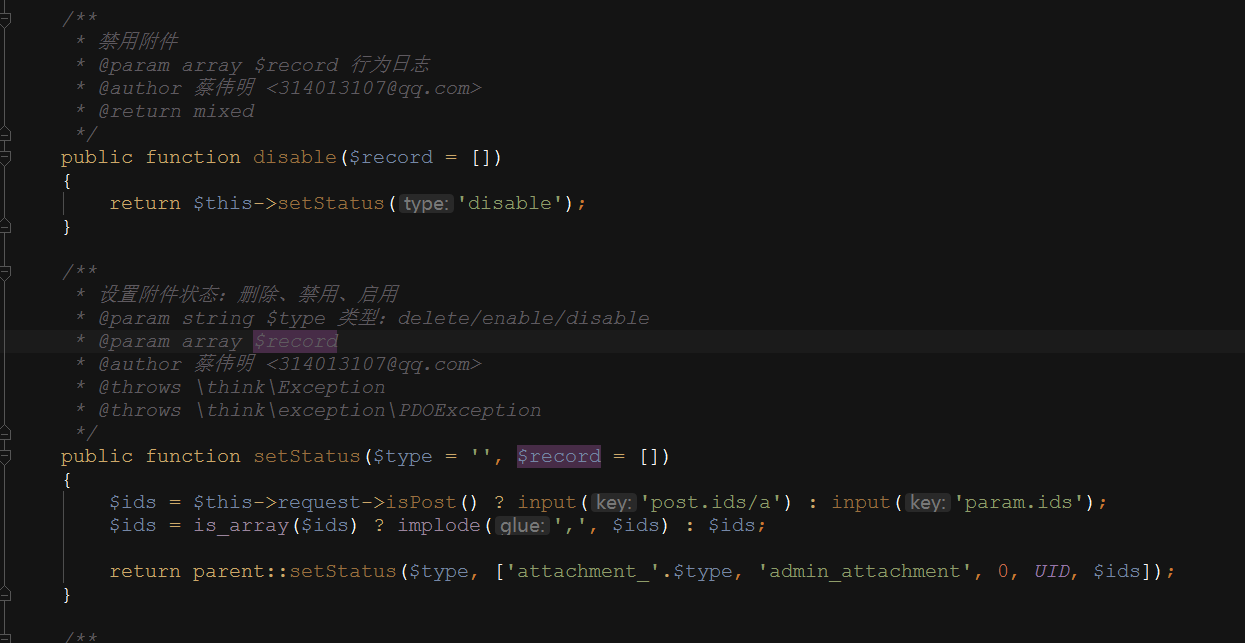 /**
 * 禁用附件
 * @param array $record 行为日志
 * @author 蔡伟明 <314013107@qq.com>
 * @return mixed
 */
public function disable($record = [])
{
    return $this->setStatus( type: 'disable');
}
/**
 * 设置附件状态：删除、禁用、启用
 * @param string $type 类型：delete/enable/disable
 * @param array $record
 * @author 蔡伟明 <314013107@qq.com>
 * @throws \think\Exception
 * @throws \think\exception\PDOException
 */
public function setStatus($type = '', $record = [])
{
    $ids = $this->request->isPost() ? input( key: 'post.ids/a') : input( key: 'param.ids');
    $ids = is_array($ids) ? implode( glue: ',', $ids) : $ids;
    return parent::setStatus($type, ['attachment_'.$type, 'admin_attachment', 0, UID, $ids]);
}
/**